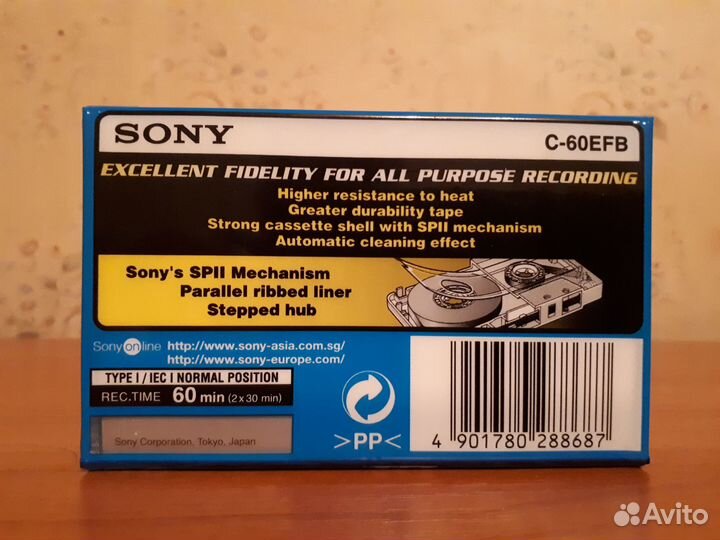 SONY
C-60EFB
EXCELLENT FIDELITY FOR ALL PURPOSE RECORDING
Higher resistance to heat
Greater durability tape
Strong cassette shell with SPII mechanism
Automatic cleaning effect
Sony's SPII Mechanism
Parallel ribbed liner
Stepped hub
Sony online http://www.sony-asia.com.sg/
http://www.sony-europe.com/
TYPE I / IEC I NORMAL POSITION
REC.TIME 60 min (2 x 30 min)
Sony Corporation, Tokyo, Japan
>PP<
4 901780 288687
Avito